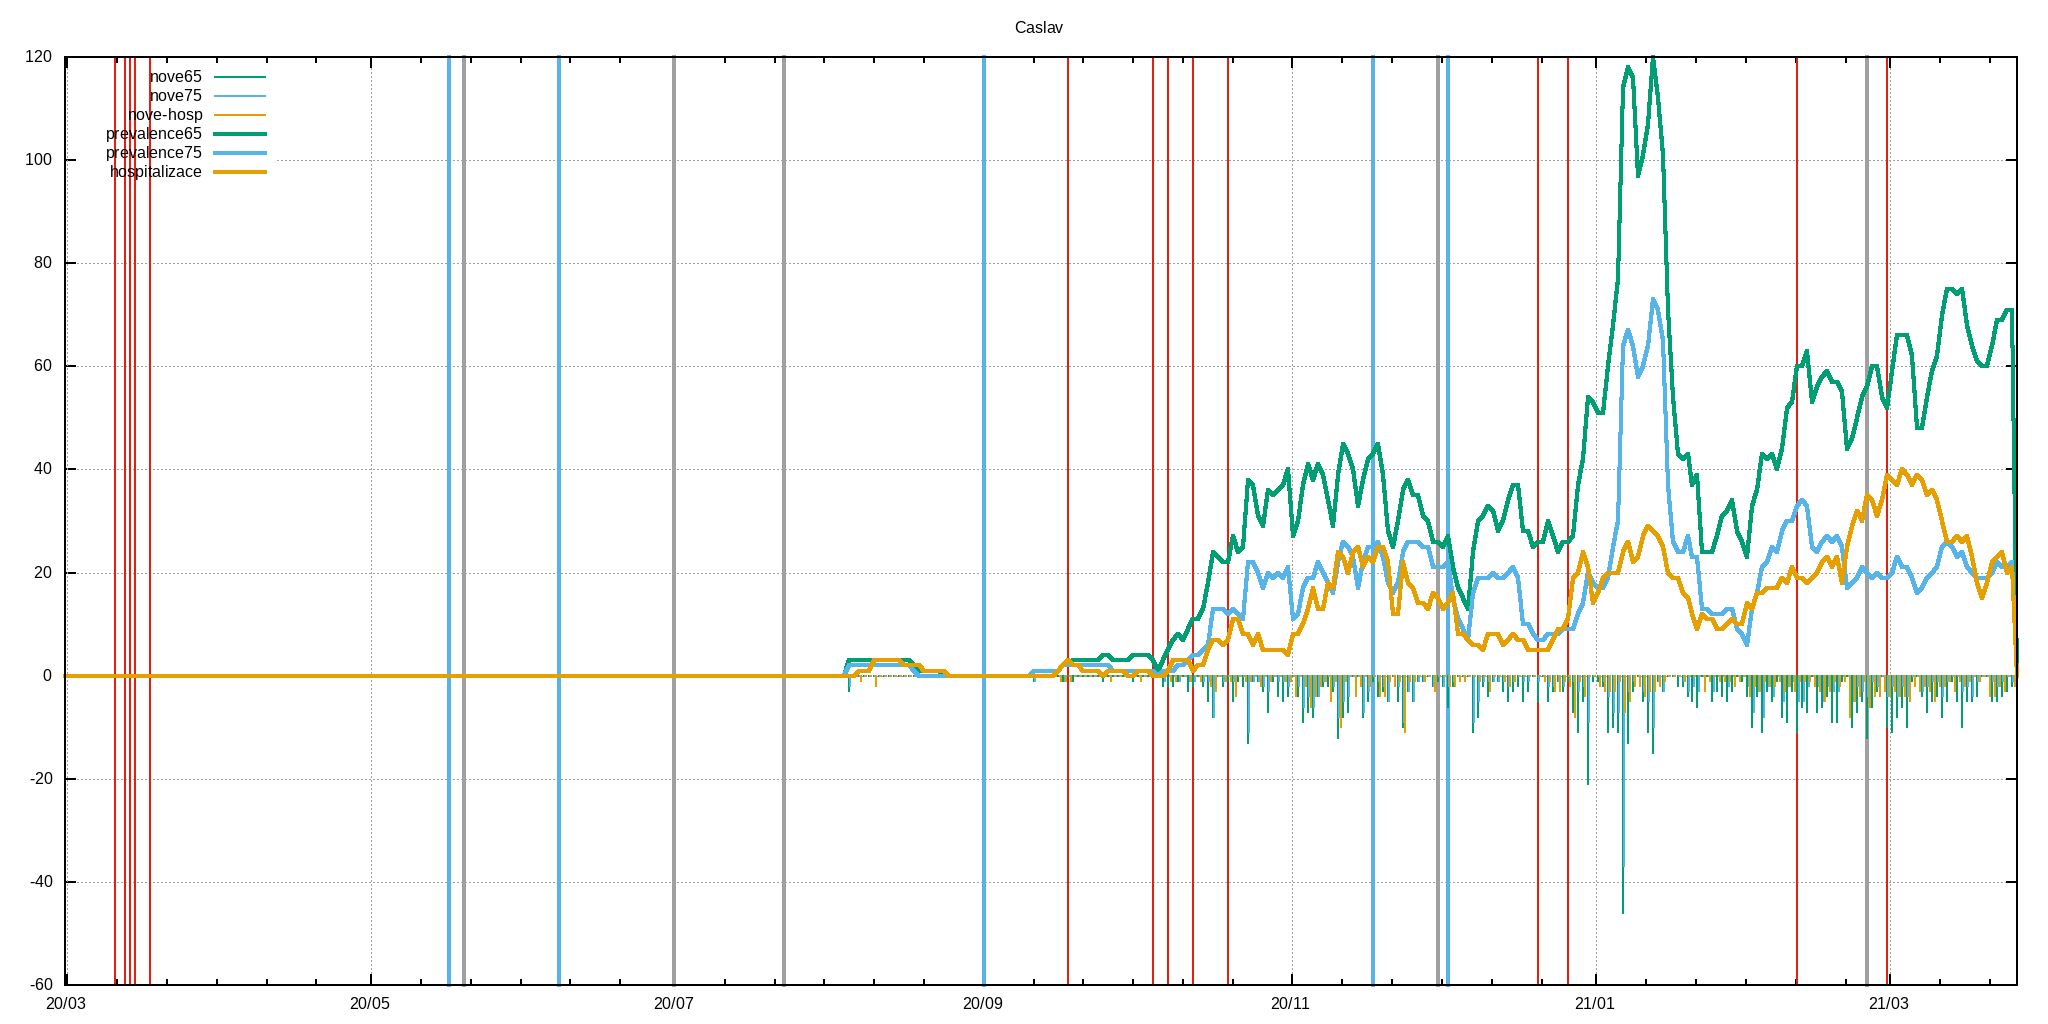 Caslav
120
100
80
60
40
20
0
-20
-40
-60
nove65
nove75
nove-hosp
prevalence65
prevalence75
hospitalizace
20/03 20/05 20/07 20/09 20/11 21/01 21/03